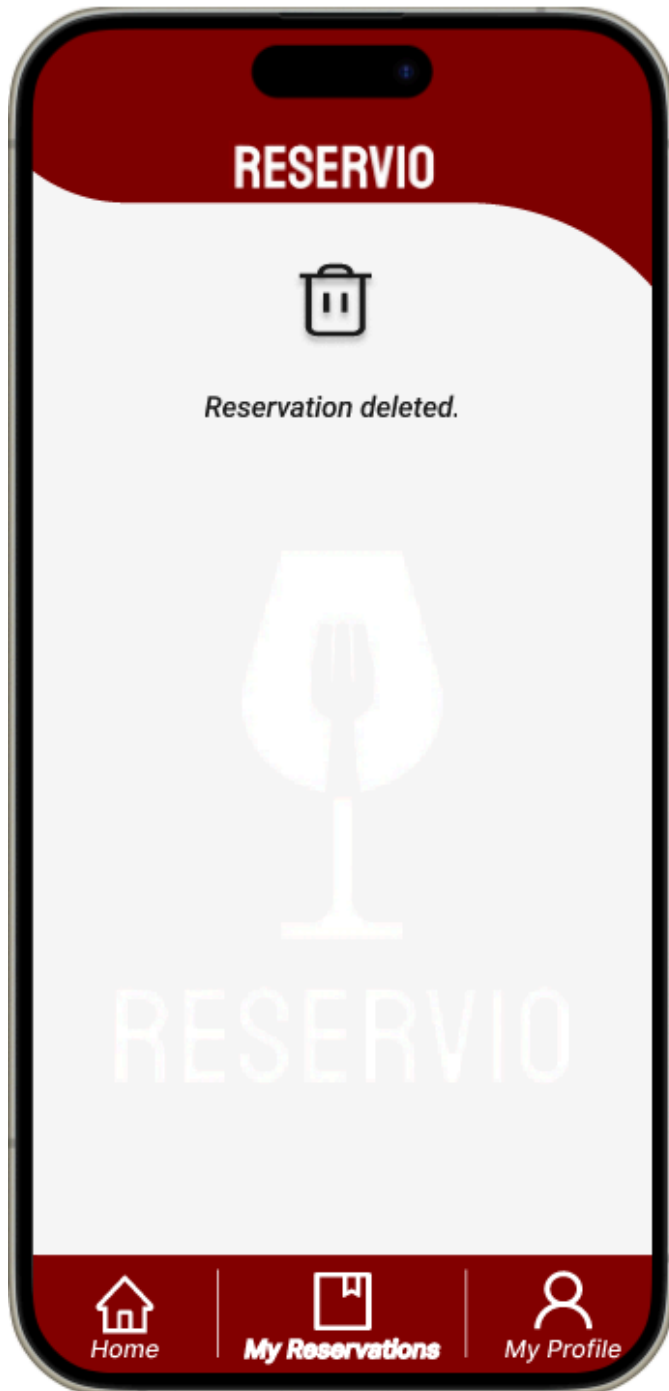 RESERVIO
Reservation deleted.
RESERVIO
Home
My Reservations
My Profile